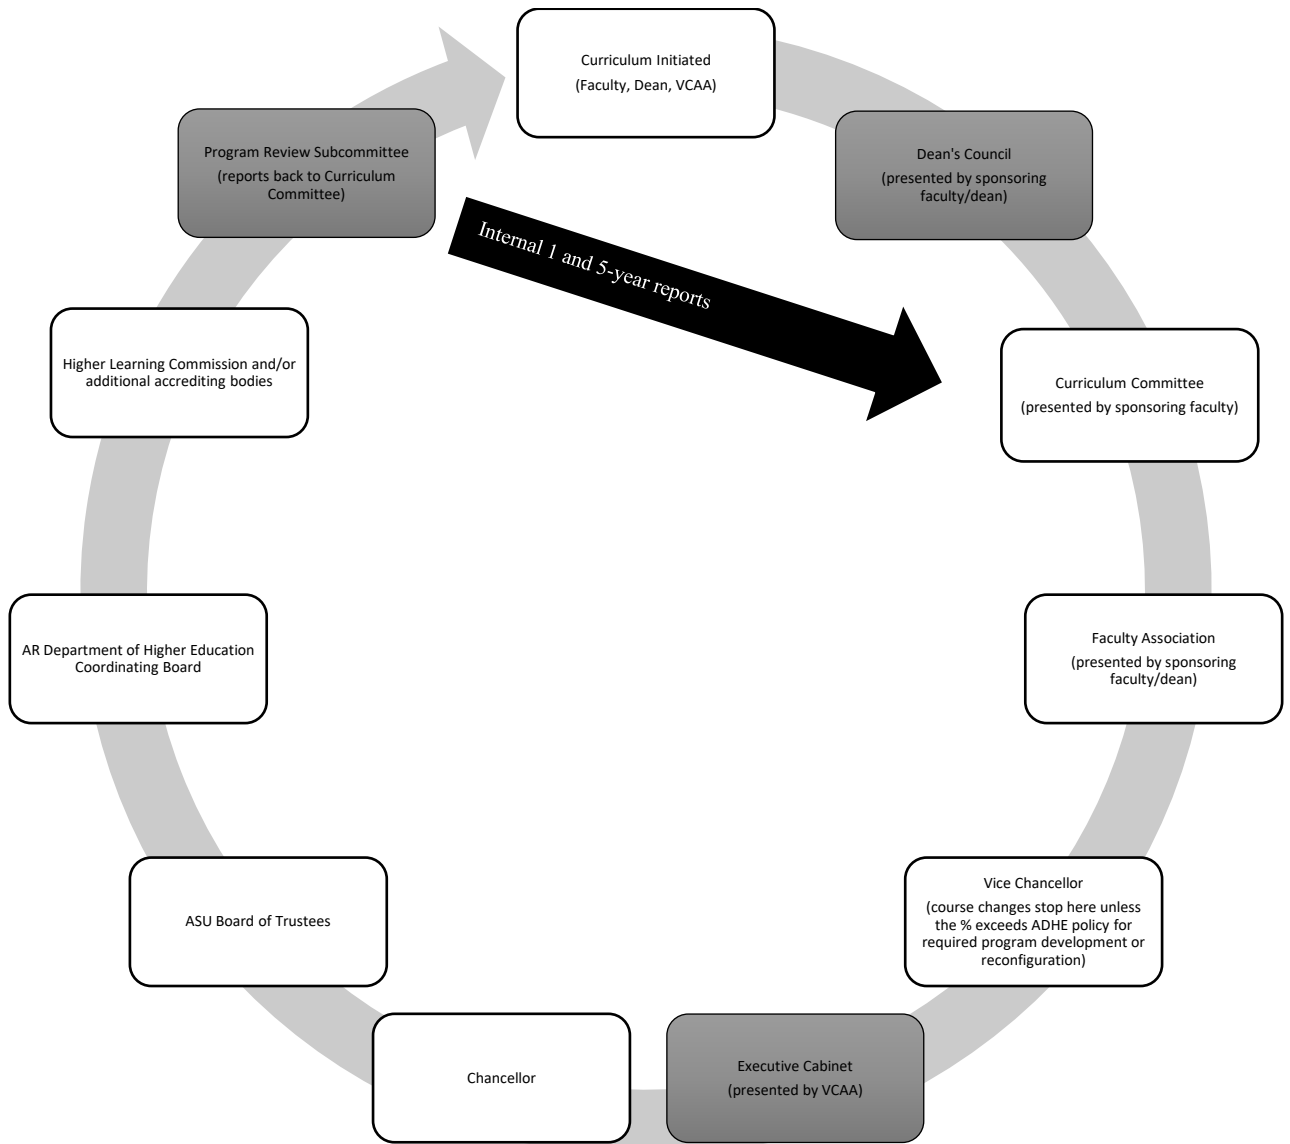 Curriculum Initiated
(Faculty, Dean, VCAA)
Dean's Council
(presented by sponsoring
faculty/dean)
Curriculum Committee
(presented by sponsoring faculty)
Faculty Association
(presented by sponsoring
faculty/dean)
Vice Chancellor
(course changes stop here unless
the % exceeds ADHE policy for
required program development or
reconfiguration)
Executive Cabinet
(presented by VCAA)
Chancellor
ASU Board of Trustees
AR Department of Higher Education
Coordinating Board
Higher Learning Commission and/or
additional accrediting bodies
Program Review Subcommittee
(reports back to Curriculum
Committee)
Internal 1 and 5-year reports